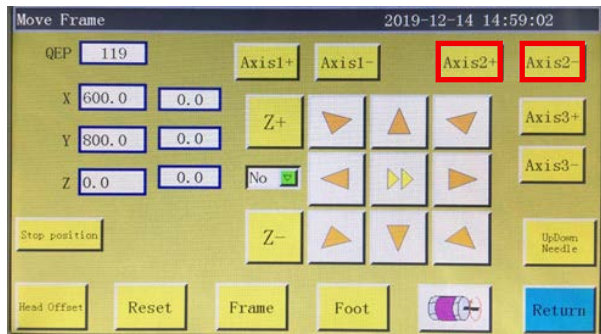 Move Frame 2019-12-14 14:59:02
QEP 119
Axis1+ Axis1- Axis2+ Axis2-
X 600.0 0.0
Z+
Axis3+
Y 800.0 0.0
Axis3-
Z 0.0 0.0
No
Stop position
Z-
UpDown
Needle
Head Offset Reset Frame Foot Return